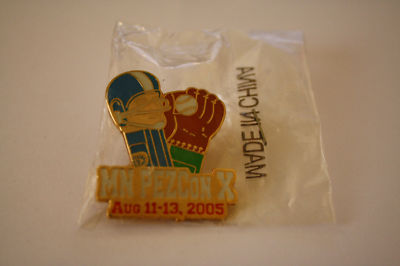 MN PEZCON X
AUG 11-13, 2005
MADE IN CHINA